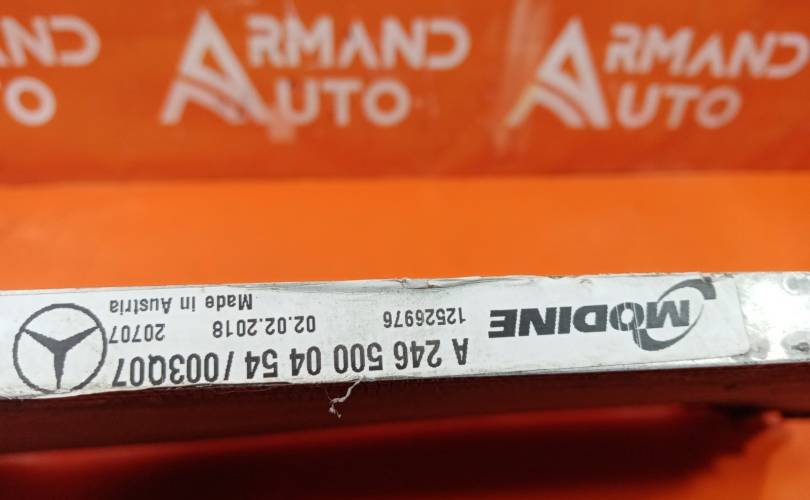 ARMAND
AUTO
ARMAND
AUTO
A 246 500 04 54 / 003Q07
MODINE
12526976
02.02.2018
20707
Made in Austria